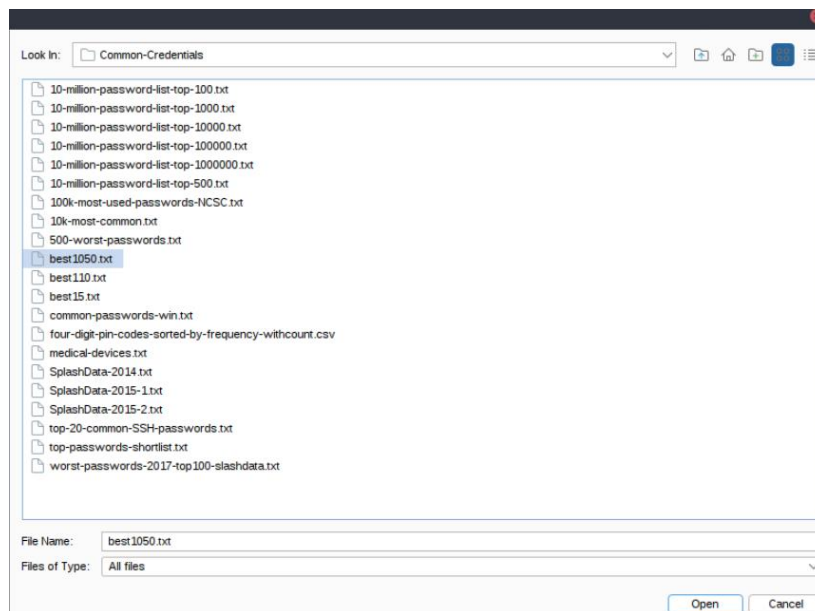 Look In: Common-Credentials
10-million-password-list-top-100.txt
10-million-password-list-top-1000.txt
10-million-password-list-top-10000.txt
10-million-password-list-top-100000.txt
10-million-password-list-top-1000000.txt
10-million-password-list-top-500.txt
100k-most-used-passwords-NCSC.txt
10k-most-common.txt
500-worst-passwords.txt
best1050.txt
best110.txt
best15.txt
common-passwords-win.txt
four-digit-pin-codes-sorted-by-frequency-withcount.csv
medical-devices.txt
SplashData-2014.txt
SplashData-2015-1.txt
SplashData-2015-2.txt
top-20-common-SSH-passwords.txt
top-passwords-shortlist.txt
worst-passwords-2017-top100-slashdata.txt
File Name: best1050.txt
Files of Type: All files
Open Cancel